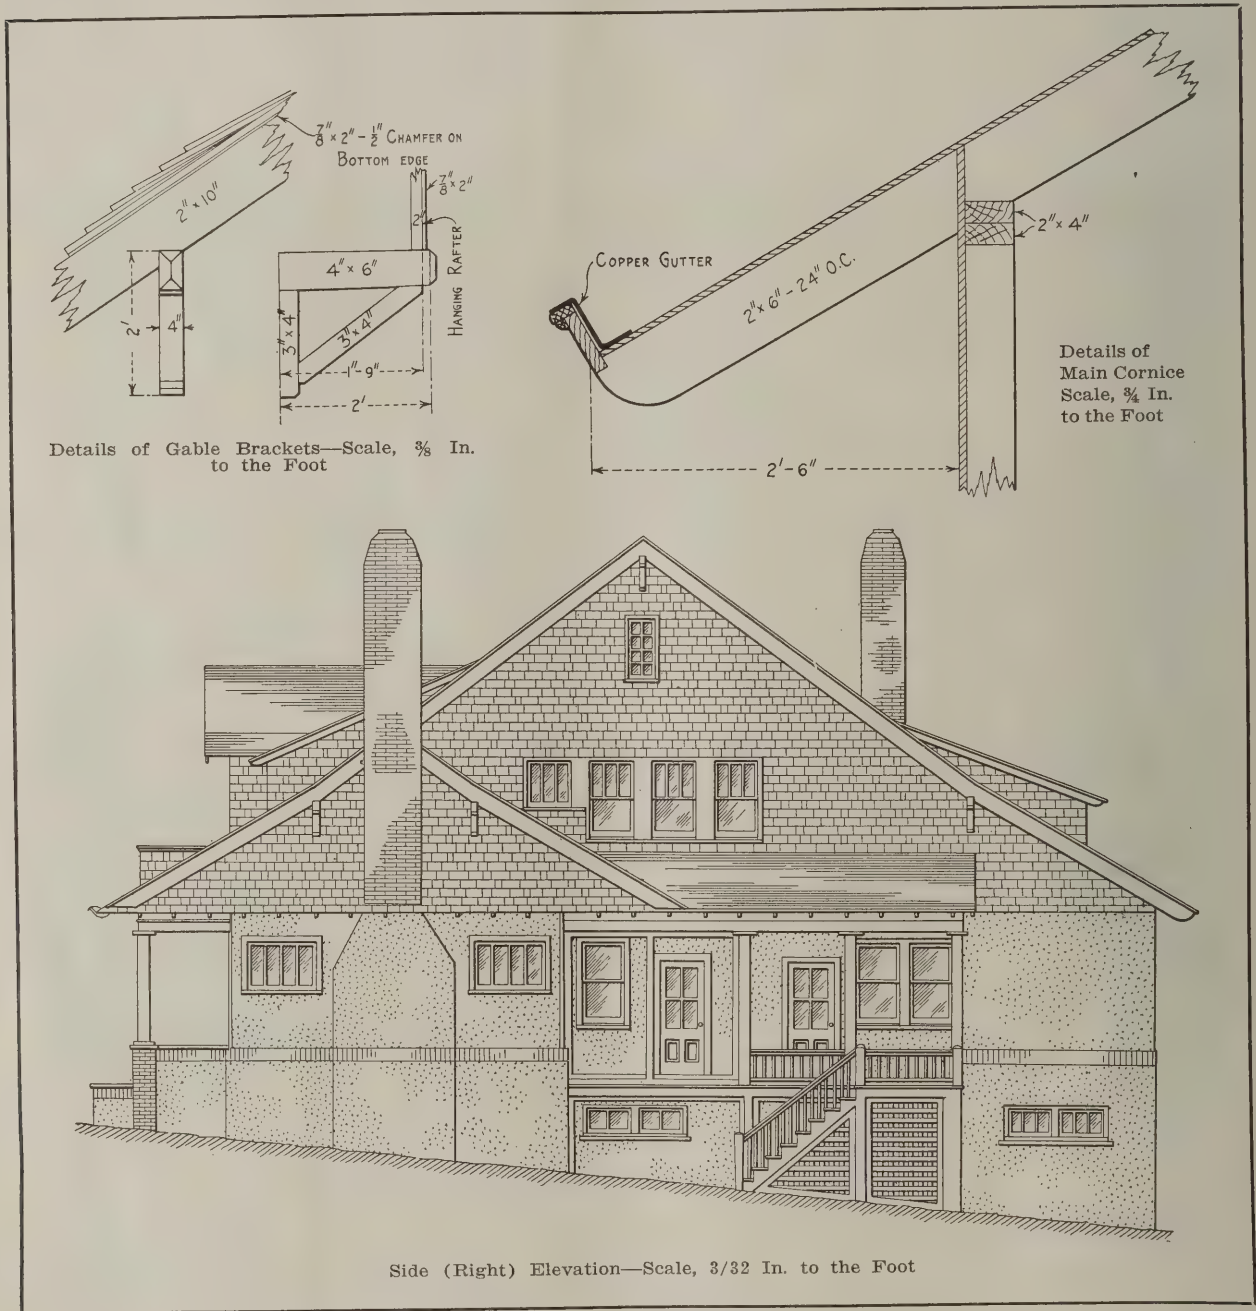 ⅞" × 2" – ½" CHAMFER ON
BOTTOM EDGE
2" × 10"
⅞" × 2"
2"
HANGING RAFTER
4" × 6"
2'
4"
3" × 4"
3" × 4"
1'-9"
2'
Details of Gable Brackets—Scale, ⅜ In.
to the Foot
COPPER GUTTER
2" × 6" – 24" O.C.
2" × 4"
2'-6"
Details of
Main Cornice
Scale, ¾ In.
to the Foot
Side (Right) Elevation—Scale, 3/32 In. to the Foot